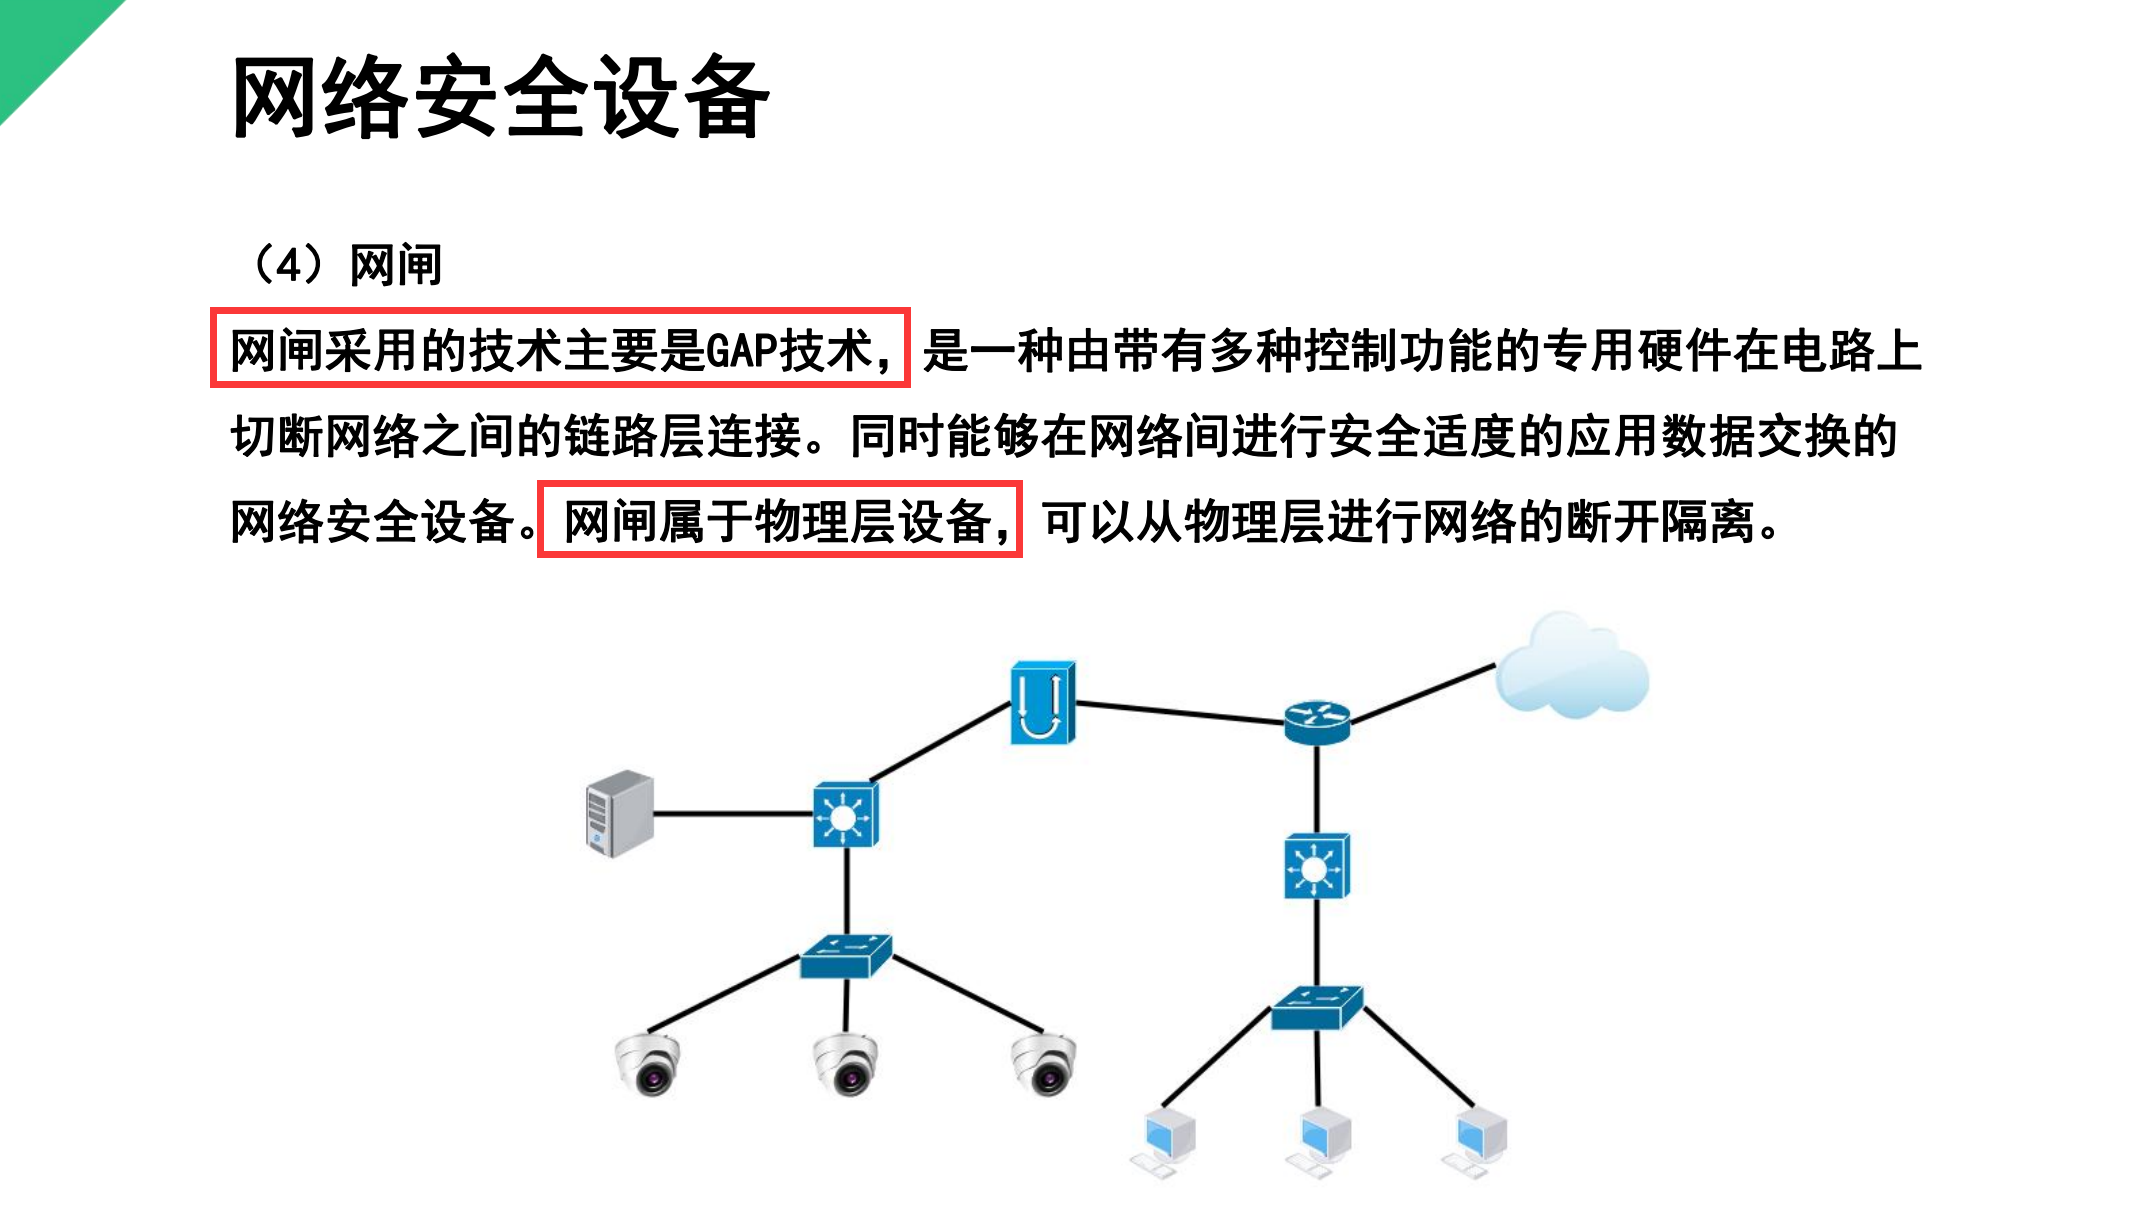 网络安全设备
（4）网闸
网闸采用的技术主要是GAP技术，是一种由带有多种控制功能的专用硬件在电路上
切断网络之间的链路层连接。同时能够在网络间进行安全适度的应用数据交换的
网络安全设备。网闸属于物理层设备，可以从物理层进行网络的断开隔离。